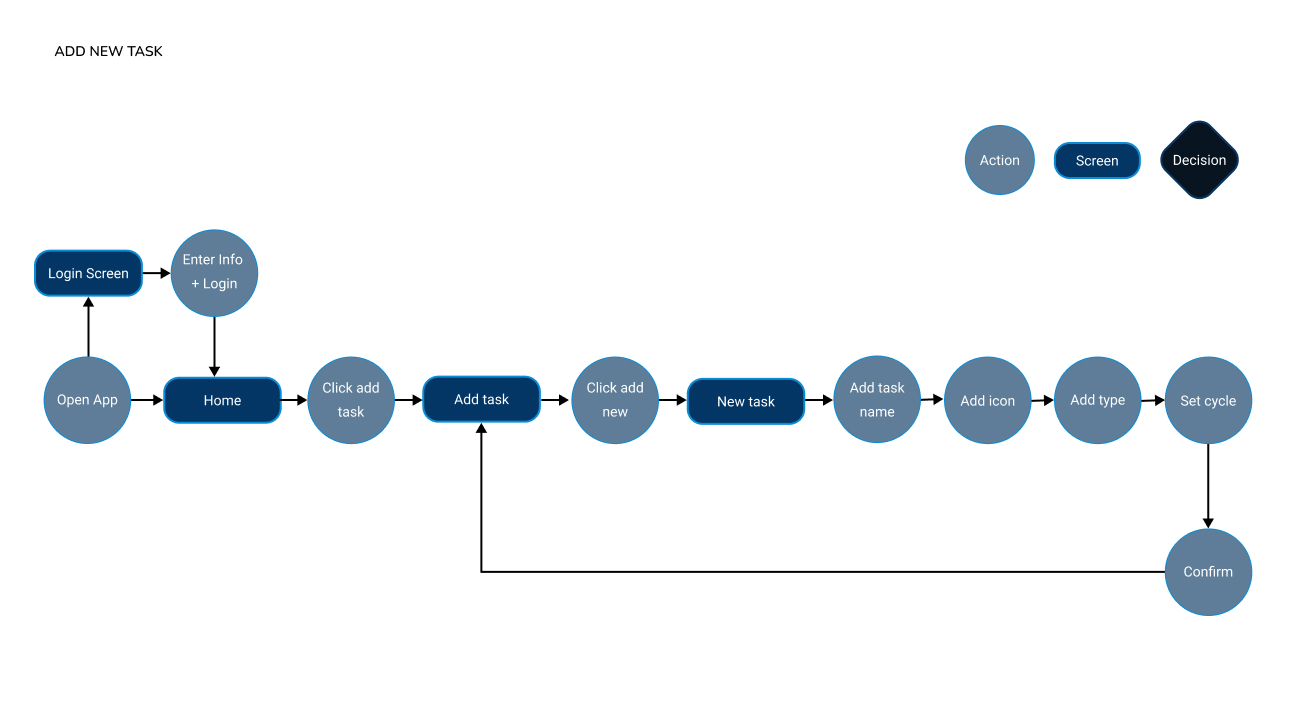 ADD NEW TASK
Action
Screen
Decision
Login Screen
Enter Info
+ Login
Open App
Home
Click add
task
Add task
Click add
new
New task
Add task
name
Add icon
Add type
Set cycle
Confirm